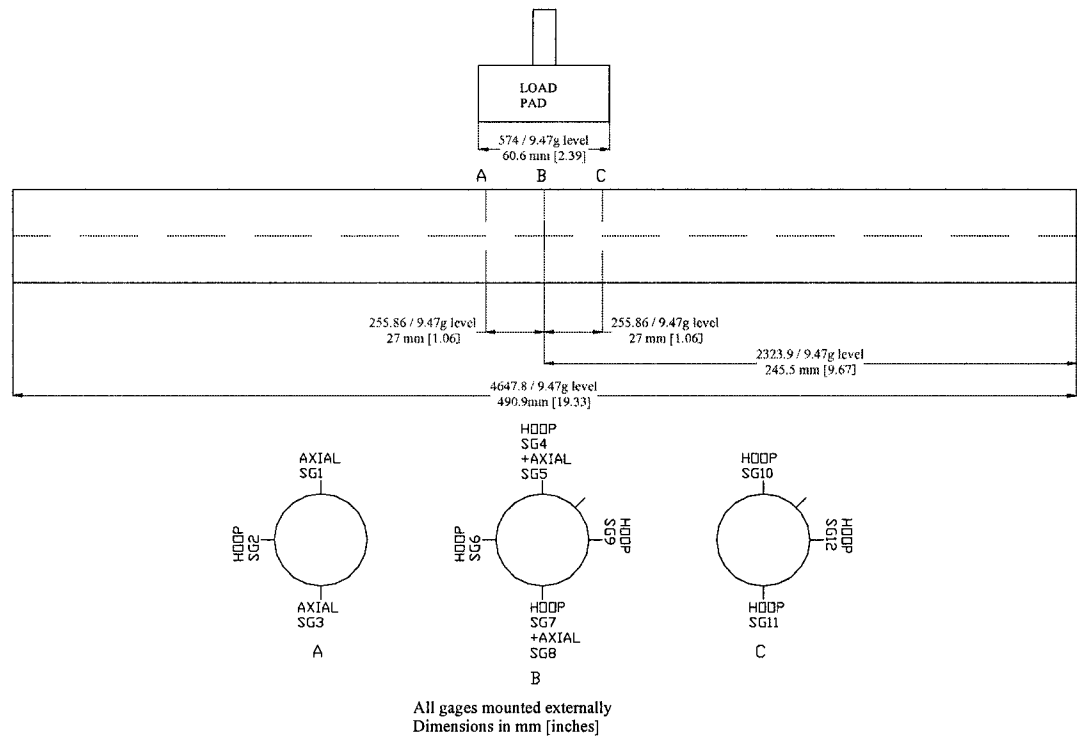 LOAD
PAD
574 / 9.47g level
60.6 mm [2.39]
A B C
255.86 / 9.47g level
27 mm [1.06]
255.86 / 9.47g level
27 mm [1.06]
2323.9 / 9.47g level
245.5 mm [9.67]
4647.8 / 9.47g level
490.9mm [19.33]
AXIAL
SG1
HOOP
SG2
AXIAL
SG3
A
HOOP
SG4
+AXIAL
SG5
HOOP
SG6
SG9
HOOP
HOOP
SG7
+AXIAL
SG8
B
HOOP
SG10
SG12
HOOP
HOOP
SG11
C
All gages mounted externally
Dimensions in mm [inches]